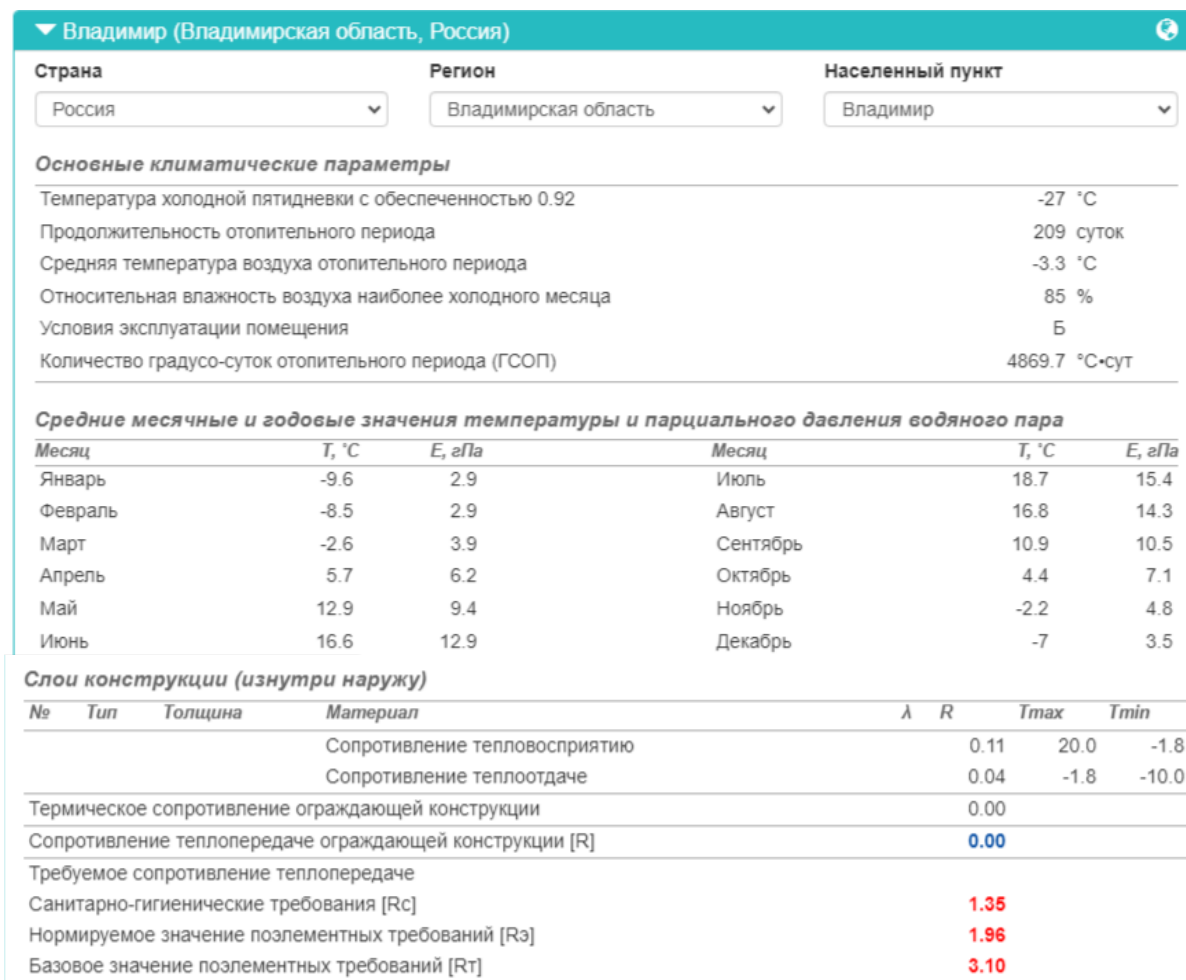 Владимир (Владимирская область, Россия)
Страна Регион Населенный пункт
Россия Владимирская область Владимир
Основные климатические параметры
Температура холодной пятидневки с обеспеченностью 0.92 -27 °C
Продолжительность отопительного периода 209 суток
Средняя температура воздуха отопительного периода -3.3 °C
Относительная влажность воздуха наиболее холодного месяца 85 %
Условия эксплуатации помещения Б
Количество градусо-суток отопительного периода (ГСОП) 4869.7 °C•сут
Средние месячные и годовые значения температуры и парциального давления водяного пара
Месяц T, °C E, гПа Месяц T, °C E, гПа
Январь -9.6 2.9 Июль 18.7 15.4
Февраль -8.5 2.9 Август 16.8 14.3
Март -2.6 3.9 Сентябрь 10.9 10.5
Апрель 5.7 6.2 Октябрь 4.4 7.1
Май 12.9 9.4 Ноябрь -2.2 4.8
Июнь 16.6 12.9 Декабрь -7 3.5
Слои конструкции (изнутри наружу)
№ Тип Толщина Материал λ R Tmax Tmin
Сопротивление тепловосприятию 0.11 20.0 -1.8
Сопротивление теплоотдаче 0.04 -1.8 -10.0
Термическое сопротивление ограждающей конструкции 0.00
Сопротивление теплопередаче ограждающей конструкции [R] 0.00
Требуемое сопротивление теплопередаче
Санитарно-гигиенические требования [Rc] 1.35
Нормируемое значение поэлементных требований [Rэ] 1.96
Базовое значение поэлементных требований [Rт] 3.10